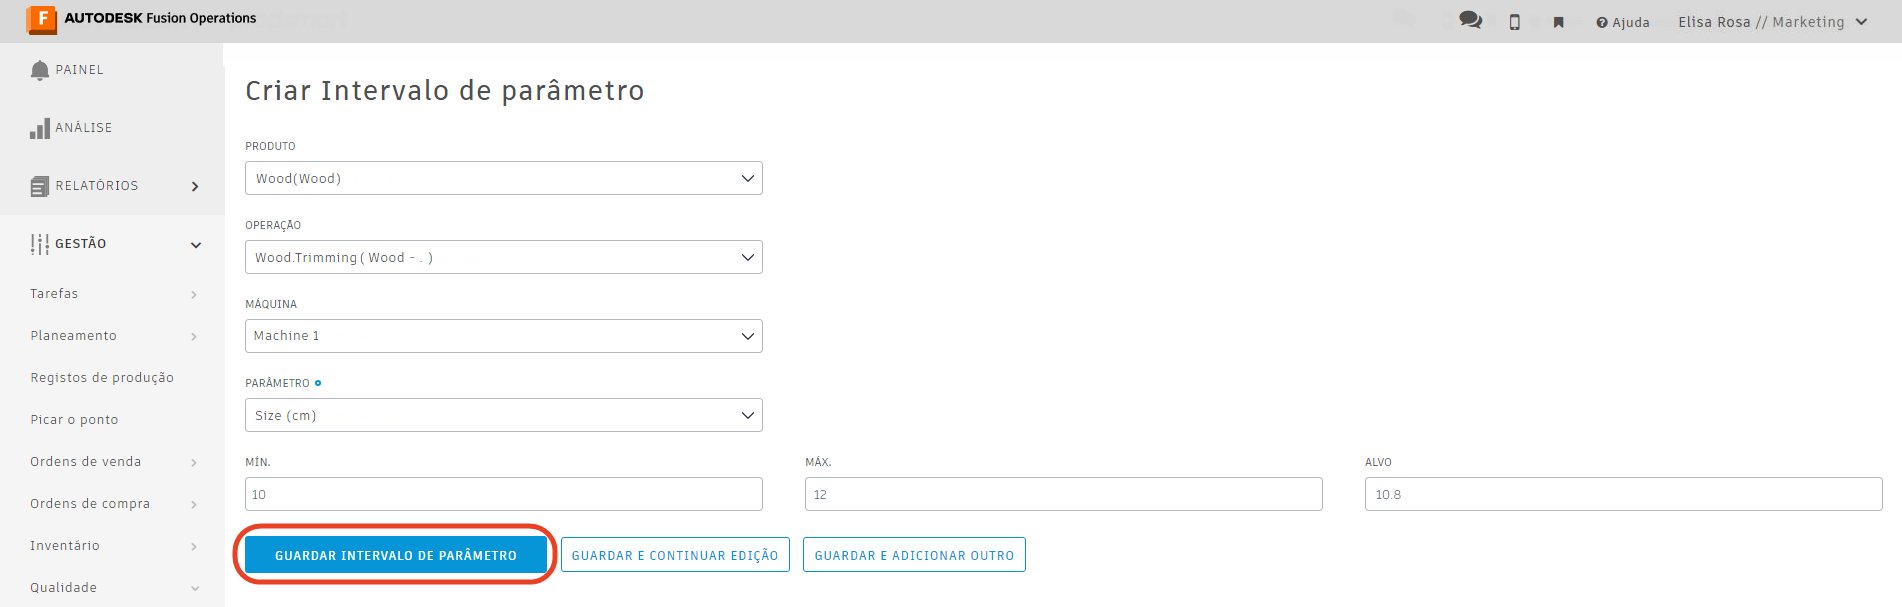 AUTODESK Fusion Operations
Ajuda
Elisa Rosa // Marketing
PAINEL
ANÁLISE
RELATÓRIOS
GESTÃO
Tarefas
Planeamento
Registos de produção
Picar o ponto
Ordens de venda
Ordens de compra
Inventário
Qualidade
Criar Intervalo de parâmetro
PRODUTO
Wood(Wood)
OPERAÇÃO
Wood.Trimming ( Wood - . )
MÁQUINA
Machine 1
PARÂMETRO
Size (cm)
MÍN. MÁX. ALVO
10 12 10.8
GUARDAR INTERVALO DE PARÂMETRO GUARDAR E CONTINUAR EDIÇÃO GUARDAR E ADICIONAR OUTRO